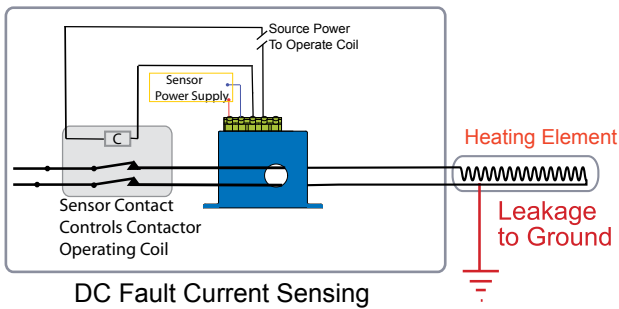 Source Power
To Operate Coil
Sensor
Power Supply
C
Heating Element
Sensor Contact
Controls Contactor
Operating Coil
Leakage
to Ground
DC Fault Current Sensing